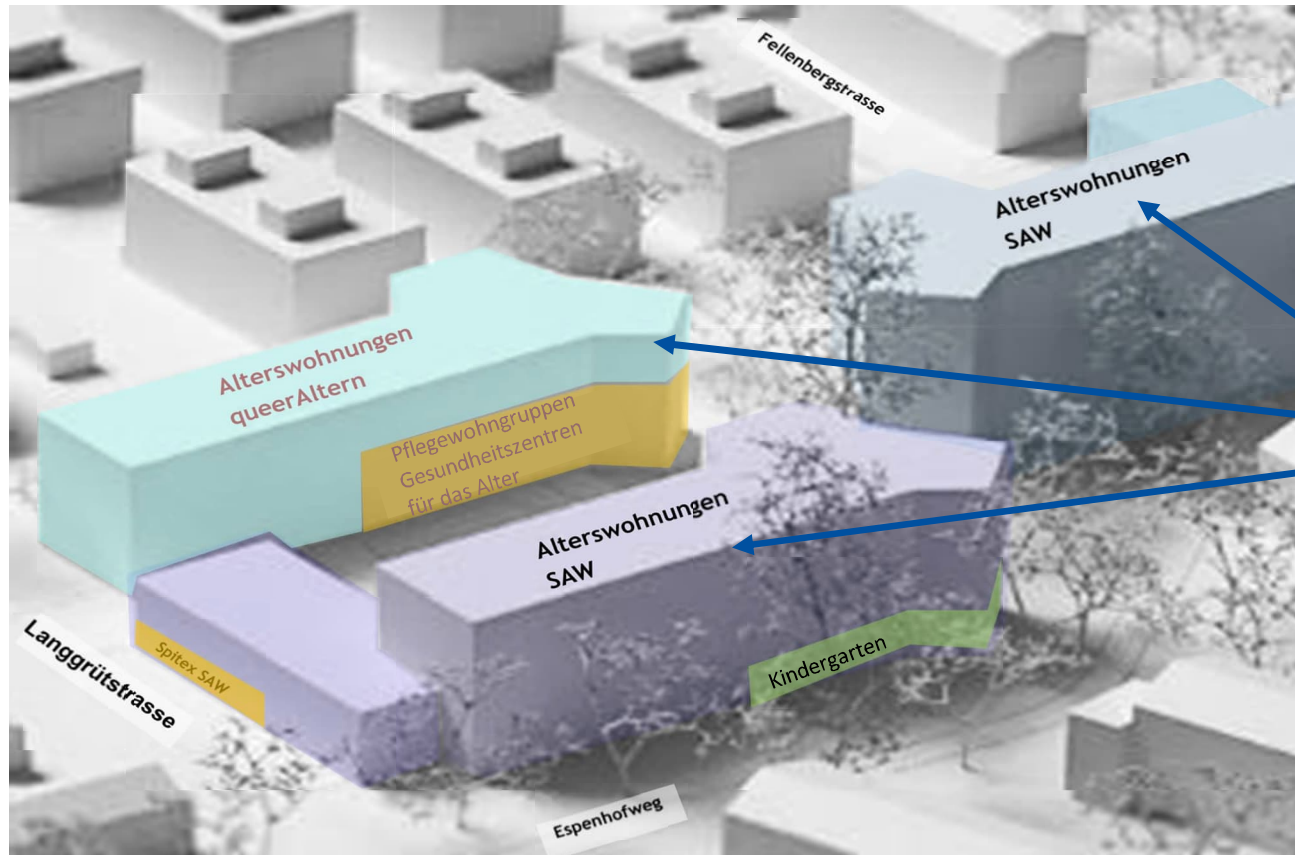 Fellenbergstrasse
Alterswohnungen
SAW
Alterswohnungen
queerAltern
Pflegewohngruppen
Gesundheitszentren
für das Alter
Alterswohnungen
SAW
Kindergarten
Spitex SAW
Langgrütstrasse
Espenhofweg